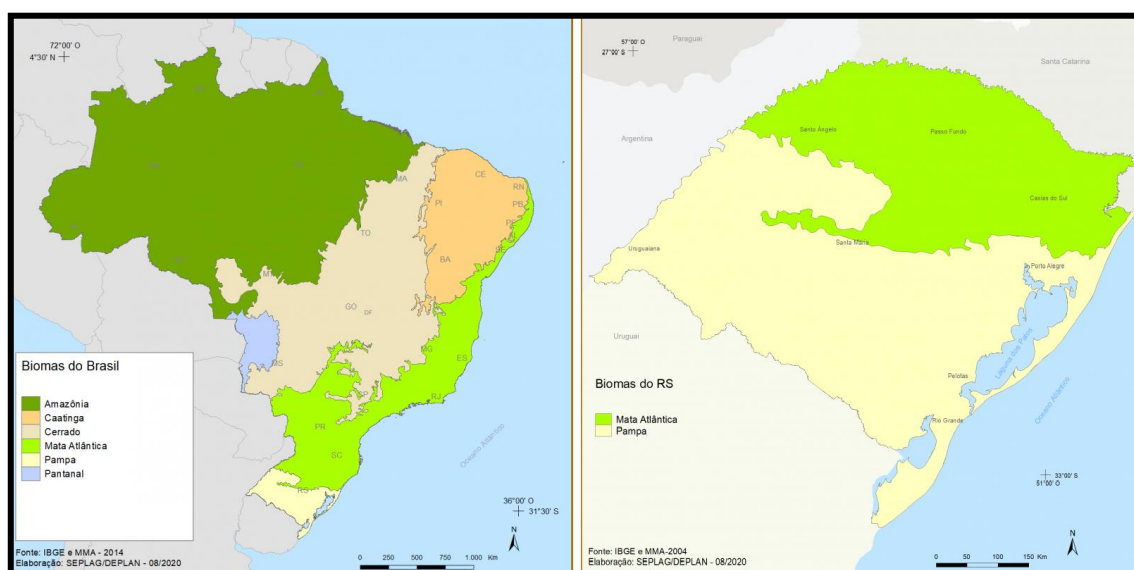 72°00' O
4°30' N
MA
CE
RN
PB
PI
TO
BA
MT
GO
DF
MG
ES
MS
RJ
PR
SC
RS
Oceano Atlântico
Biomas do Brasil
Amazônia
Caatinga
Cerrado
Mata Atlântica
Pampa
Pantanal
36°00' O
31°30' S
N
Fonte: IBGE e MMA - 2014
Elaboração: SEPLAG/DEPLAN - 08/2020
0 250 500 1.000 Km
57°00' O
27°00' S
Paraguai
Santa Catarina
Argentina
Santo Ângelo
Passo Fundo
Caxias do Sul
Santa Maria
Uruguaiana
Porto Alegre
Uruguai
Laguna dos Patos
Pelotas
Rio Grande
Oceano Atlântico
Biomas do RS
Mata Atlântica
Pampa
33°00' S
51°00' O
N
Fonte: IBGE e MMA-2004
Elaboração: SEPLAG/DEPLAN - 08/2020
0 50 100 150 Km